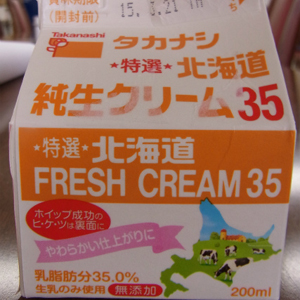 (開封前)
15.3.21
Takanashi
タカナシ
★特選★北海道
純生クリーム35
★特選★北海道
FRESH CREAM 35
ホイップ成功の
ヒ・ケ・ツは裏面に
やわらかい仕上がりに
乳脂肪分35.0%
生乳のみ使用 無添加
200ml